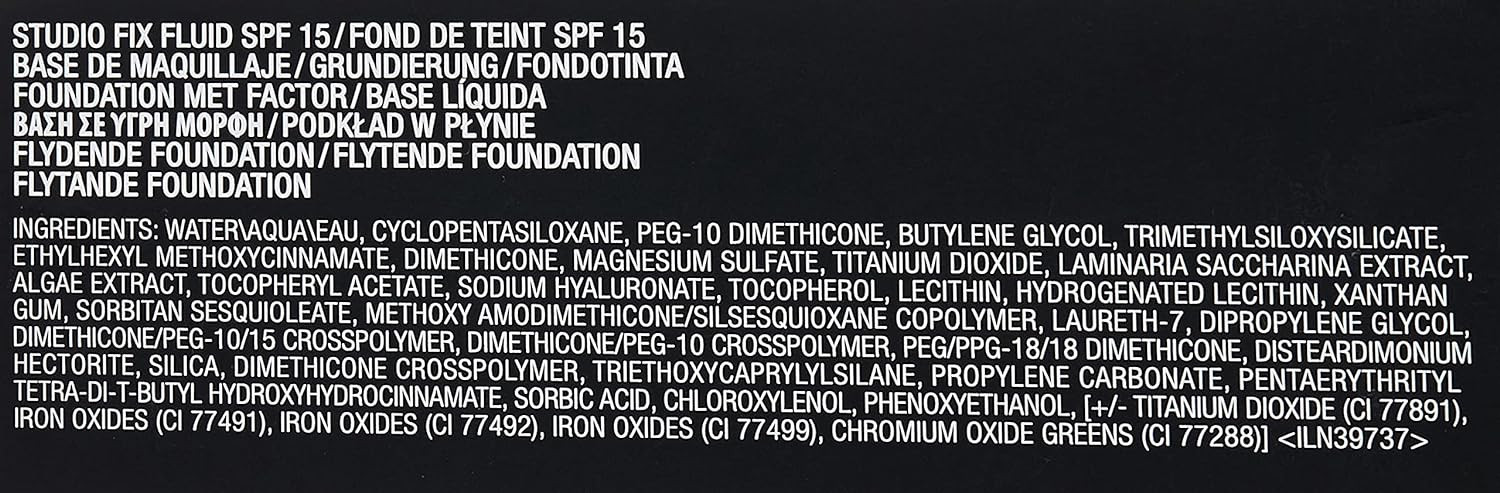 STUDIO FIX FLUID SPF 15/FOND DE TEINT SPF 15
BASE DE MAQUILLAJE/GRUNDIERUNG/FONDOTINTA
FOUNDATION MET FACTOR/BASE LÍQUIDA
ΒΑΣΗ ΣΕ ΥΓΡΗ ΜΟΡΦΗ/PODKŁAD W PŁYNIE
FLYDENDE FOUNDATION/FLYTENDE FOUNDATION
FLYTANDE FOUNDATION
INGREDIENTS: WATER\AQUA\EAU, CYCLOPENTASILOXANE, PEG-10 DIMETHICONE, BUTYLENE GLYCOL, TRIMETHYLSILOXYSILICATE,
ETHYLHEXYL METHOXYCINNAMATE, DIMETHICONE, MAGNESIUM SULFATE, TITANIUM DIOXIDE, LAMINARIA SACCHARINA EXTRACT,
ALGAE EXTRACT, TOCOPHERYL ACETATE, SODIUM HYALURONATE, TOCOPHEROL, LECITHIN, HYDROGENATED LECITHIN, XANTHAN
GUM, SORBITAN SESQUIOLEATE, METHOXY AMODIMETHICONE/SILSESQUIOXANE COPOLYMER, LAURETH-7, DIPROPYLENE GLYCOL,
DIMETHICONE/PEG-10/15 CROSSPOLYMER, DIMETHICONE/PEG-10 CROSSPOLYMER, PEG/PPG-18/18 DIMETHICONE, DISTEARDIMONIUM
HECTORITE, SILICA, DIMETHICONE CROSSPOLYMER, TRIETHOXYCAPRYLYLSILANE, PROPYLENE CARBONATE, PENTAERYTHRITYL
TETRA-DI-T-BUTYL HYDROXYHYDROCINNAMATE, SORBIC ACID, CHLOROXYLENOL, PHENOXYETHANOL, [+/- TITANIUM DIOXIDE (CI 77891),
IRON OXIDES (CI 77491), IRON OXIDES (CI 77492), IRON OXIDES (CI 77499), CHROMIUM OXIDE GREENS (CI 77288)] <ILN39737>